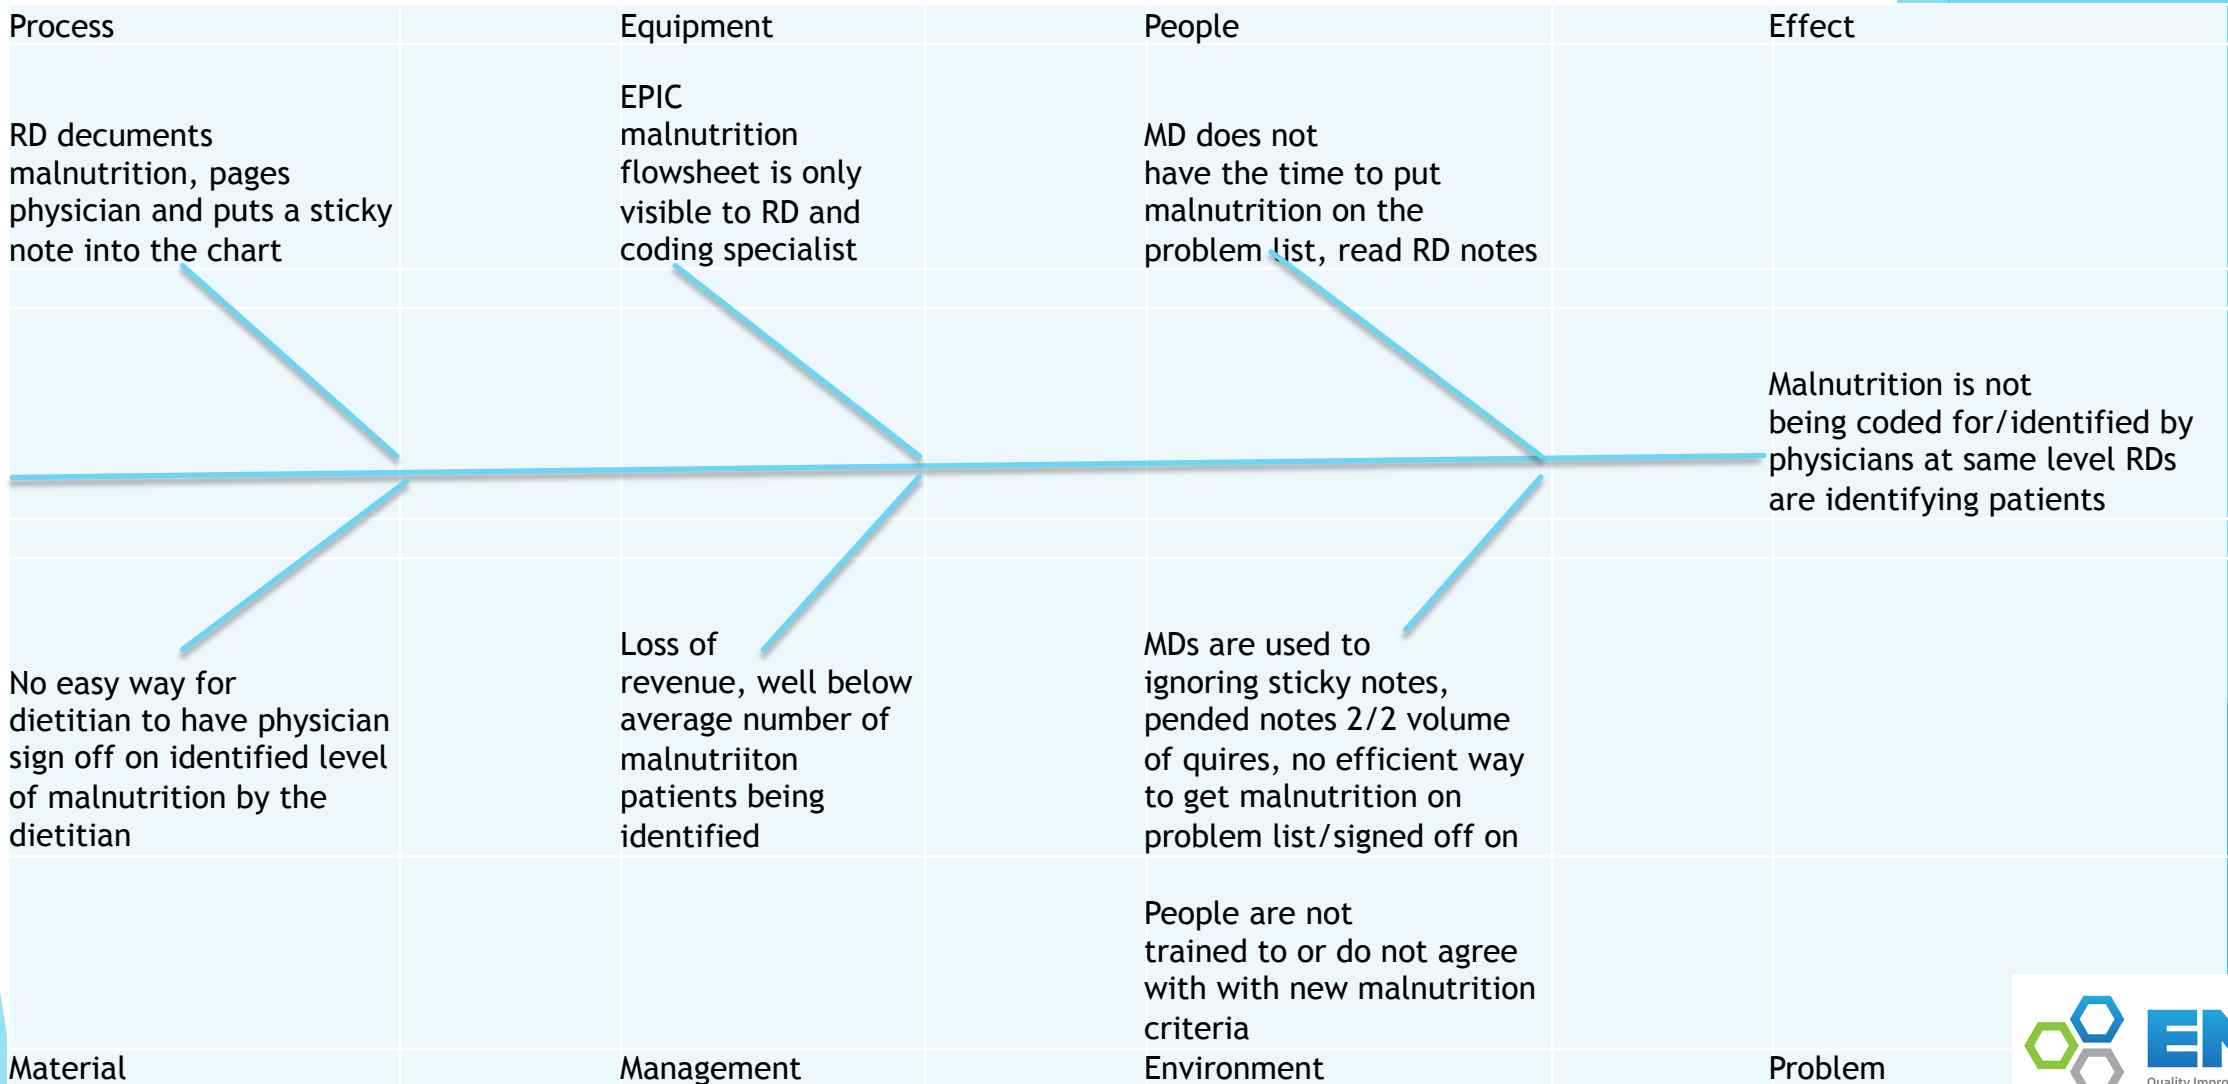 Process
Equipment
People
Effect
RD decuments
malnutrition, pages
physician and puts a sticky
note into the chart
EPIC
malnutrition
flowsheet is only
visible to RD and
coding specialist
MD does not
have the time to put
malnutrition on the
problem list, read RD notes
Malnutrition is not
being coded for/identified by
physicians at same level RDs
are identifying patients
No easy way for
dietitian to have physician
sign off on identified level
of malnutrition by the
dietitian
Loss of
revenue, well below
average number of
malnutriiton
patients being
identified
MDs are used to
ignoring sticky notes,
pended notes 2/2 volume
of quires, no efficient way
to get malnutrition on
problem list/signed off on
People are not
trained to or do not agree
with with new malnutrition
criteria
Material
Management
Environment
Problem
Quality